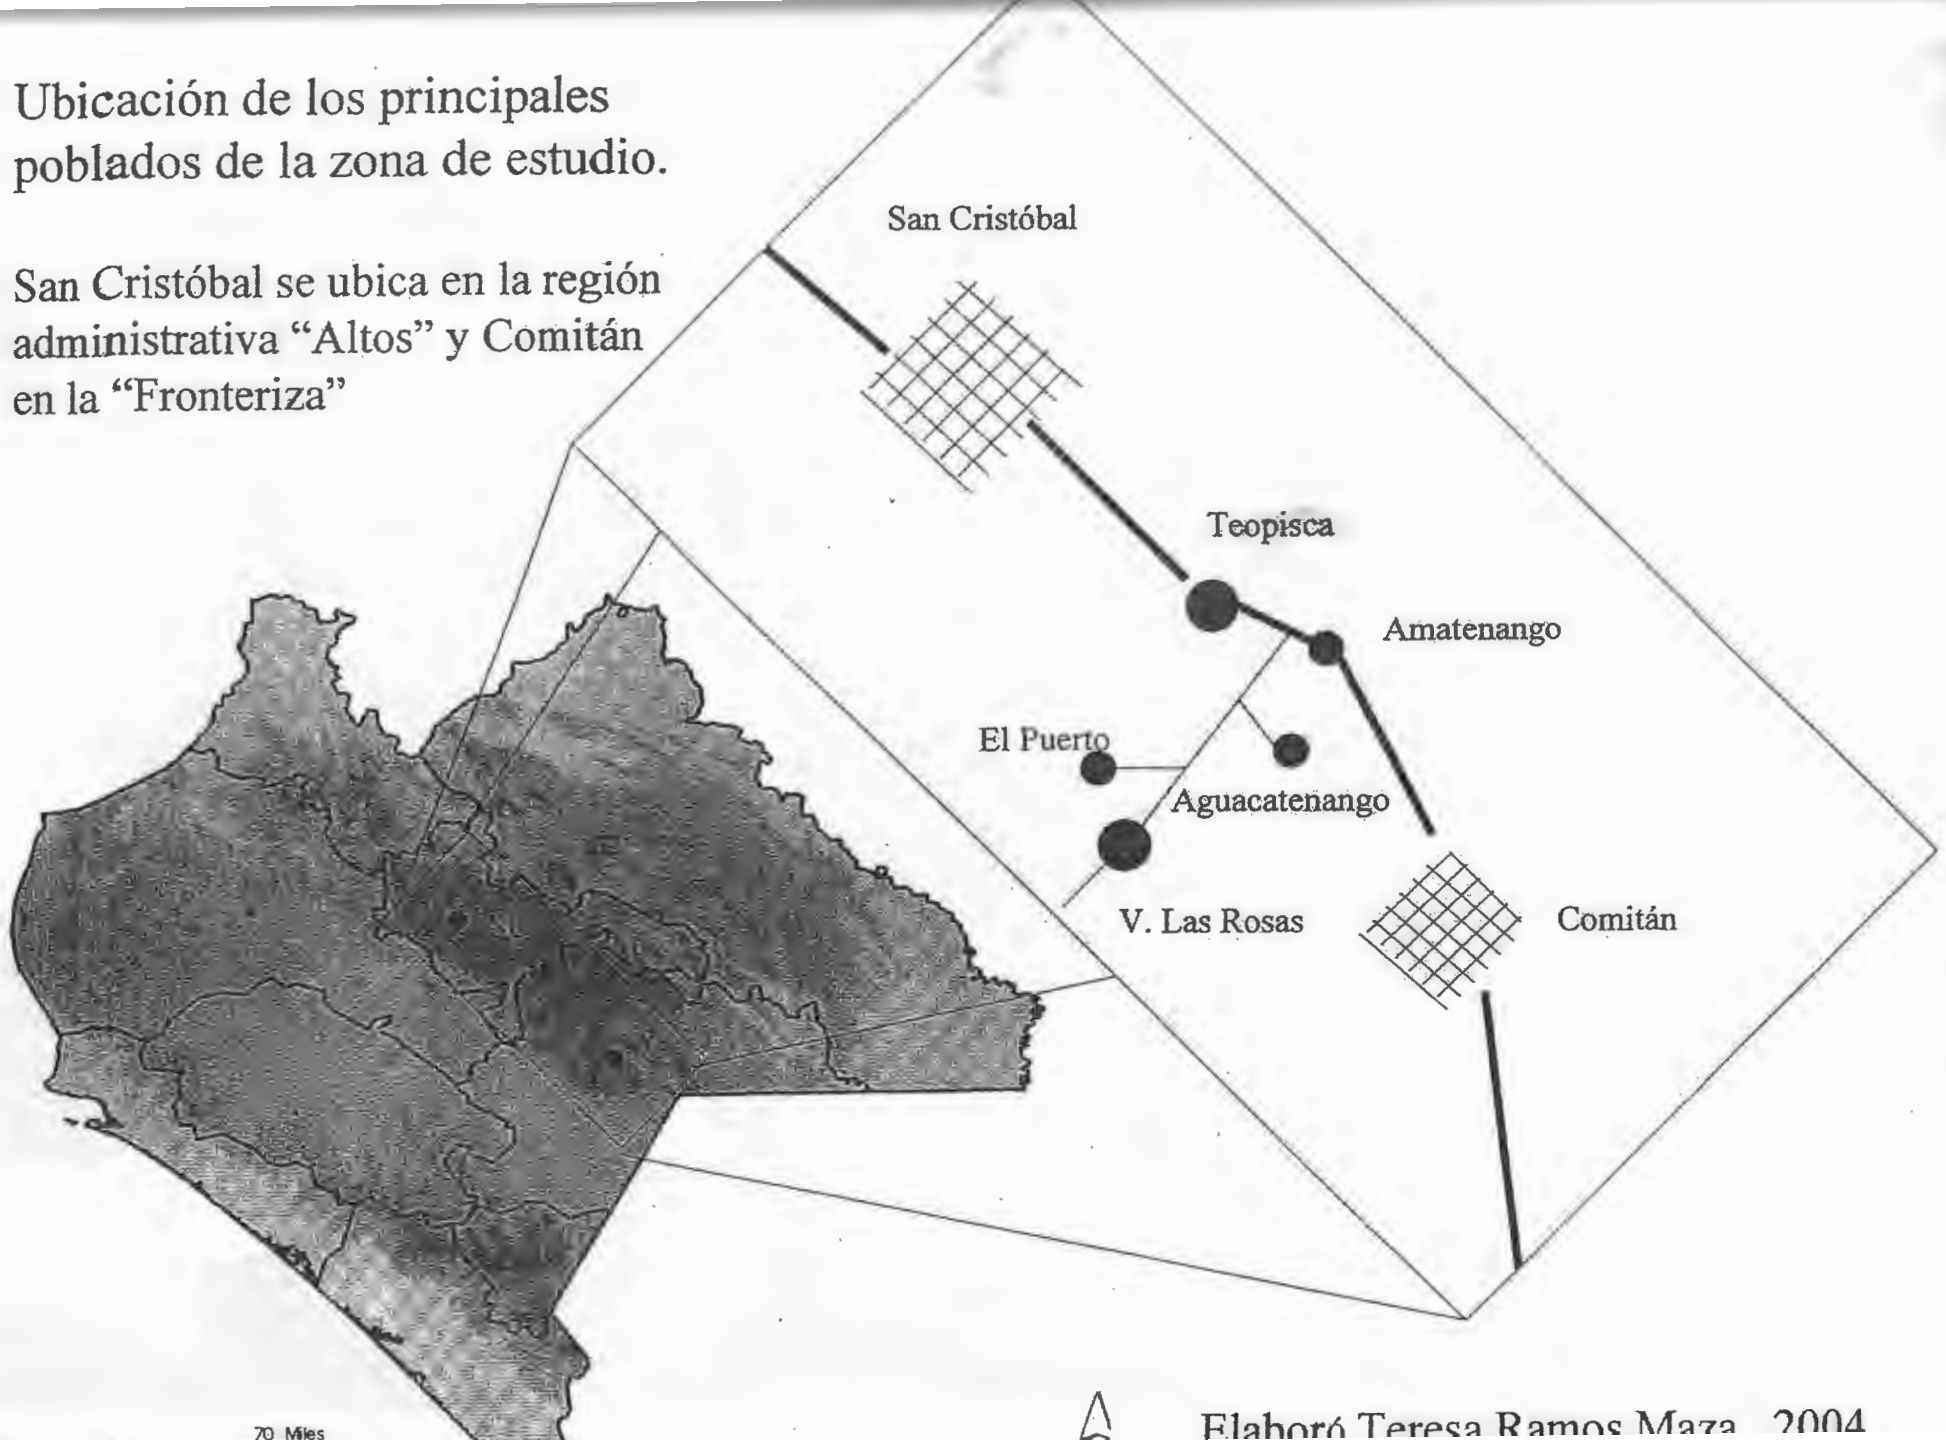 Ubicación de los principales
poblados de la zona de estudio.
San Cristóbal se ubica en la región
administrativa “Altos” y Comitán
en la “Fronteriza”
San Cristóbal
Teopisca
Amatenango
El Puerto
Aguacatenango
V. Las Rosas
Comitán
70 Miles
Elaboró Teresa Ramos Maza, 2004